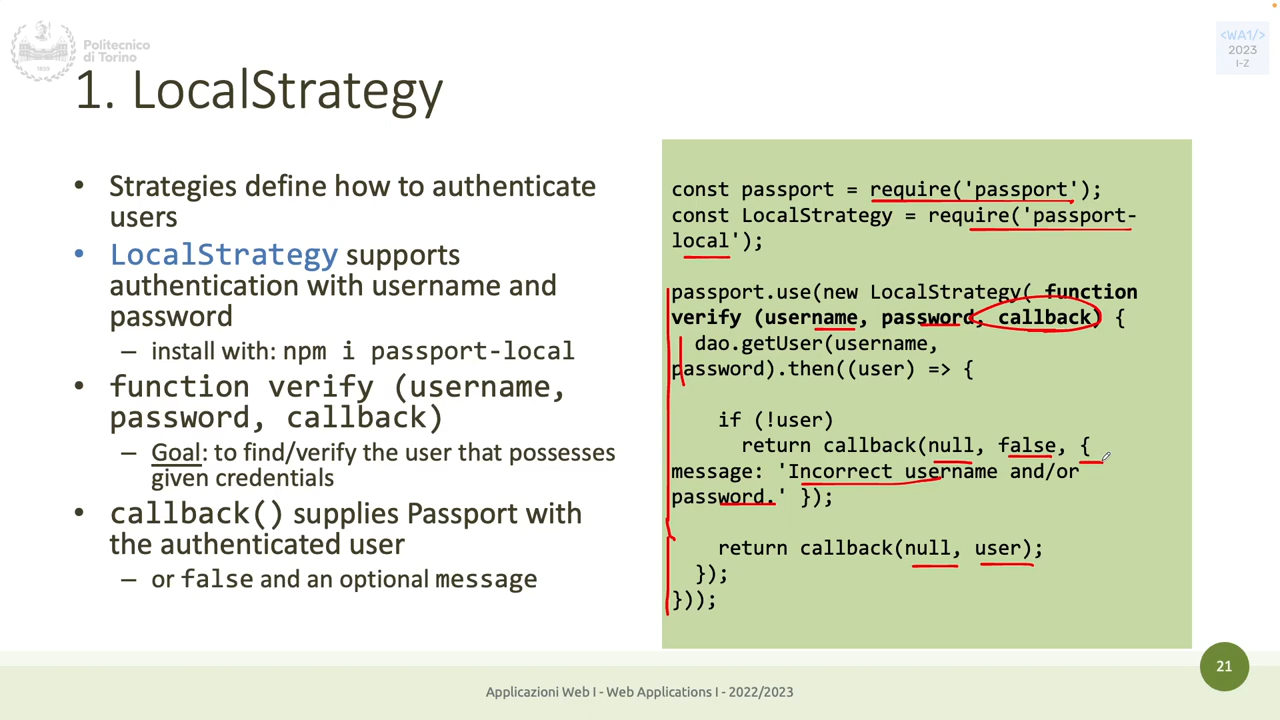 Politecnico
di Torino
1859
<WA1/>
2023
I-Z
1. LocalStrategy
• Strategies define how to authenticate
users
• LocalStrategy supports
authentication with username and
password
– install with: npm i passport-local
• function verify (username,
password, callback)
– Goal: to find/verify the user that possesses
given credentials
• callback() supplies Passport with
the authenticated user
– or false and an optional message
const passport = require('passport');
const LocalStrategy = require('passport-
local');
passport.use(new LocalStrategy( function
verify (username, password, callback) {
dao.getUser(username,
password).then((user) => {
if (!user)
return callback(null, false, {
message: 'Incorrect username and/or
password.' });
return callback(null, user);
});
}));
21
Applicazioni Web I - Web Applications I - 2022/2023